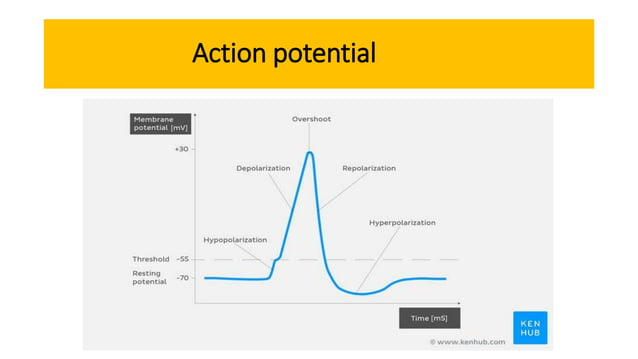 Action potential
Membrane
potential [mV]
Overshoot
+30
Depolarization
Repolarization
Hyperpolarization
Hypopolarization
Threshold -55
Resting
potential -70
Time [mS]
KEN
HUB
© www.kenhub.com